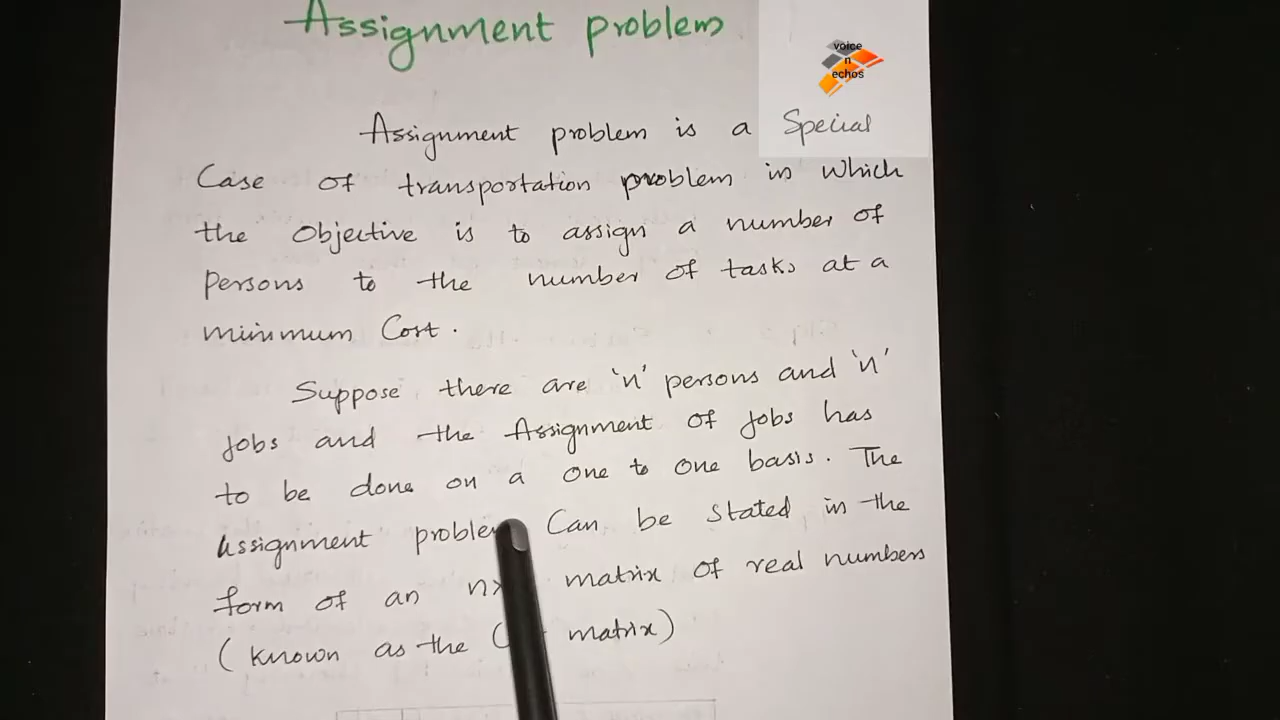 Assignment problem
voice
n
echos
Assignment problem is a Special
Case of transportation problem in which
the Objective is to assign a number of
persons to the number of tasks at a
minimum Cost.
Suppose there are 'n' persons and 'n'
jobs and the Assignment of jobs has
to be done on a one to one basis. The
Assignment problem Can be stated in the
form of an matrix of real numbers
(known as the matrix)